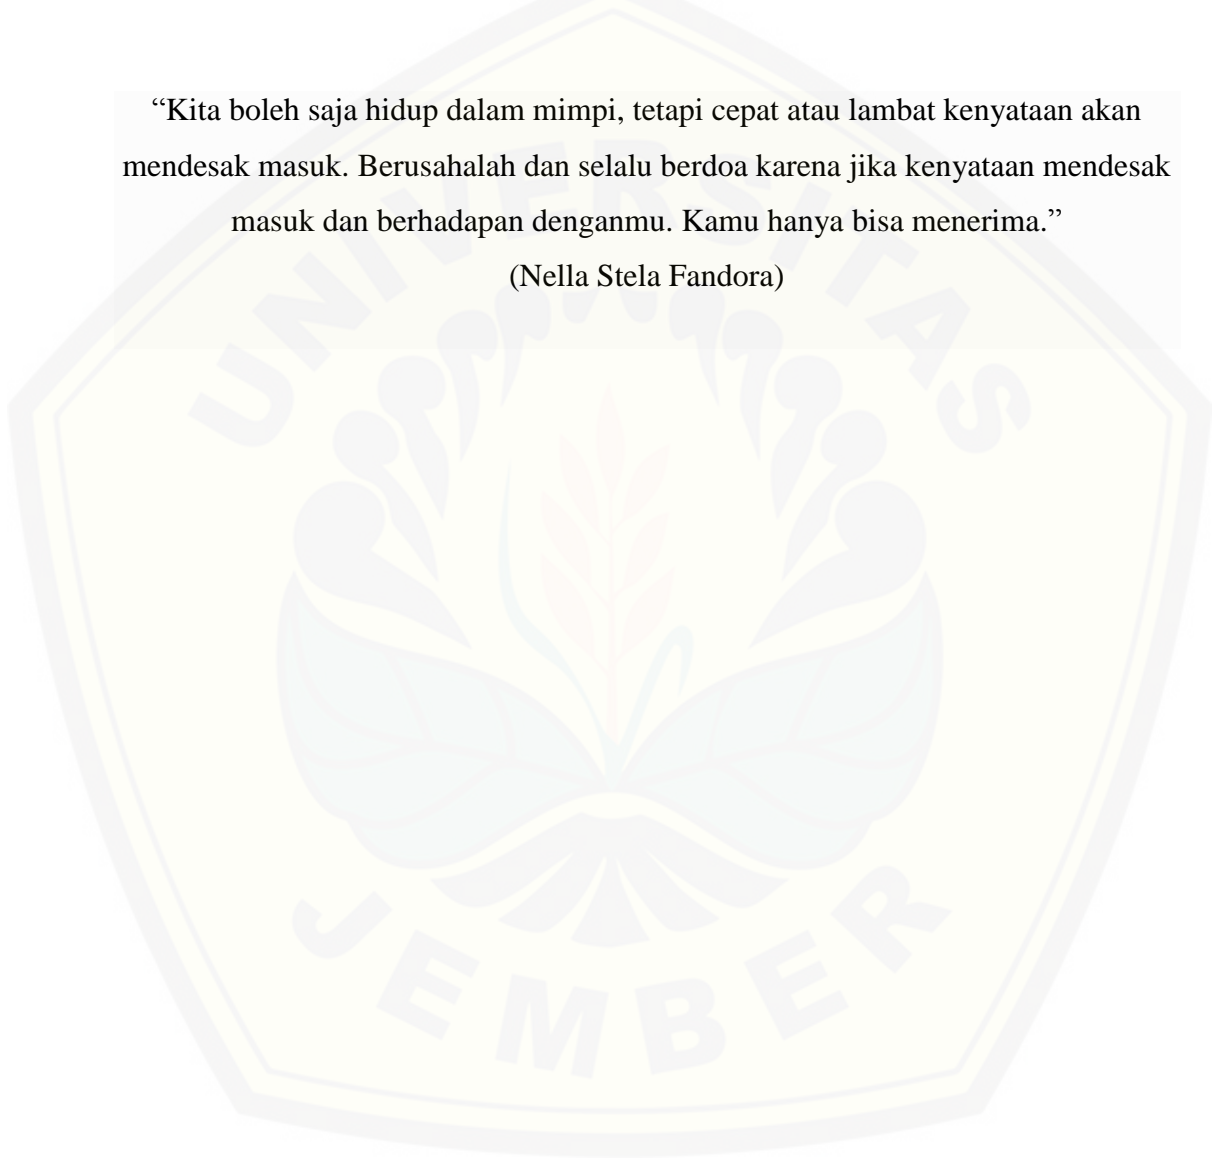 “Kita boleh saja hidup dalam mimpi, tetapi cepat atau lambat kenyataan akan
mendesak masuk. Berusahalah dan selalu berdoa karena jika kenyataan mendesak
masuk dan berhadapan denganmu. Kamu hanya bisa menerima.”
(Nella Stela Fandora)
UNIVERSITAS
JEMBER